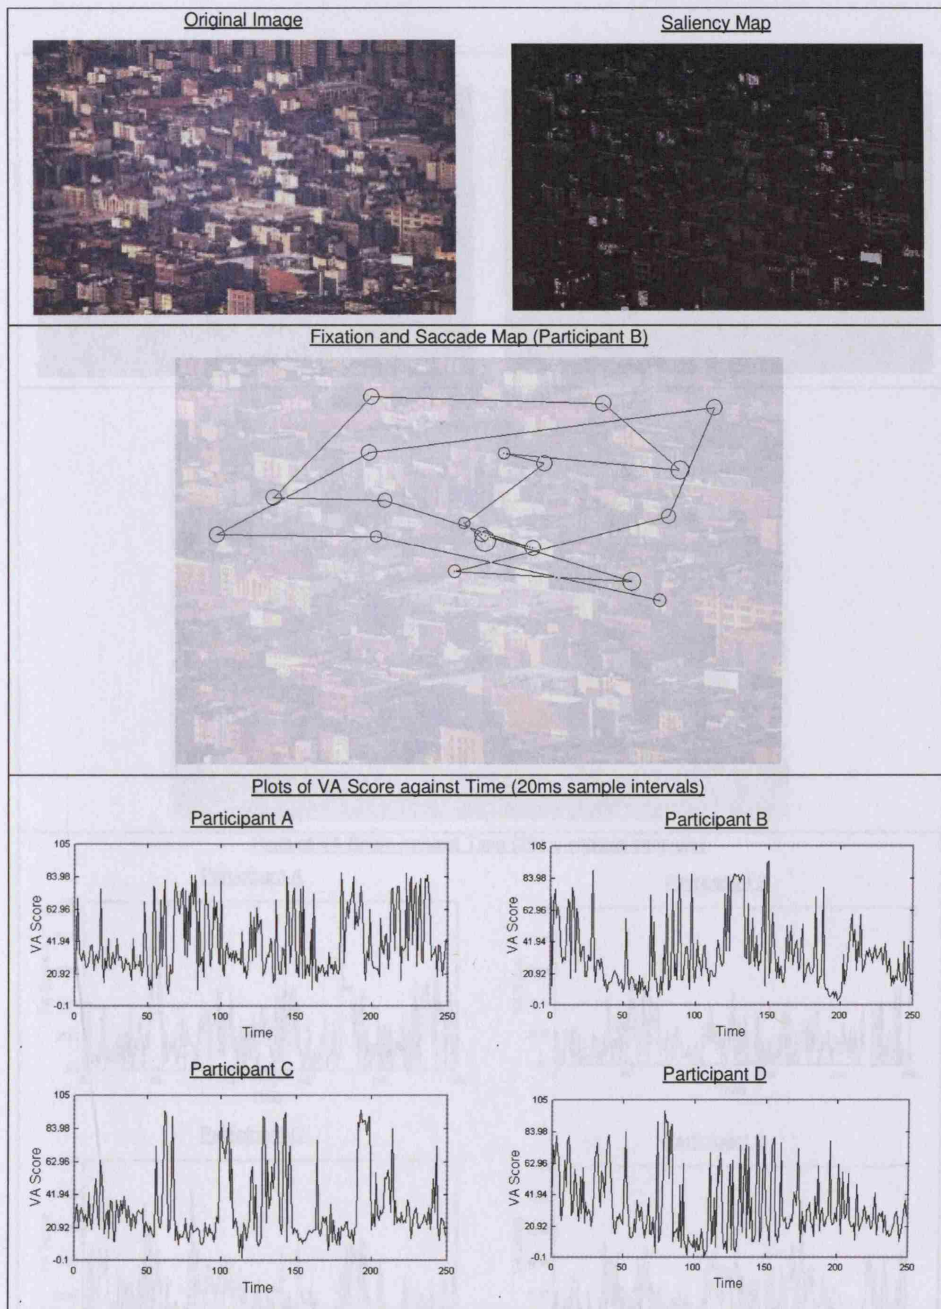 Original Image
Saliency Map
Fixation and Saccade Map (Participant B)
Plots of VA Score against Time (20ms sample intervals)
Participant A
Participant B
105
83.98
62.96
41.94
20.92
-0.1
VA Score
0 50 100 150 200 250
Time
105
83.98
62.96
41.94
20.92
-0.1
VA Score
0 50 100 150 200 250
Time
Participant C
Participant D
105
83.98
62.96
41.94
20.92
-0.1
VA Score
0 50 100 150 200 250
Time
105
83.98
62.96
41.94
20.92
-0.1
VA Score
0 50 100 150 200 250
Time